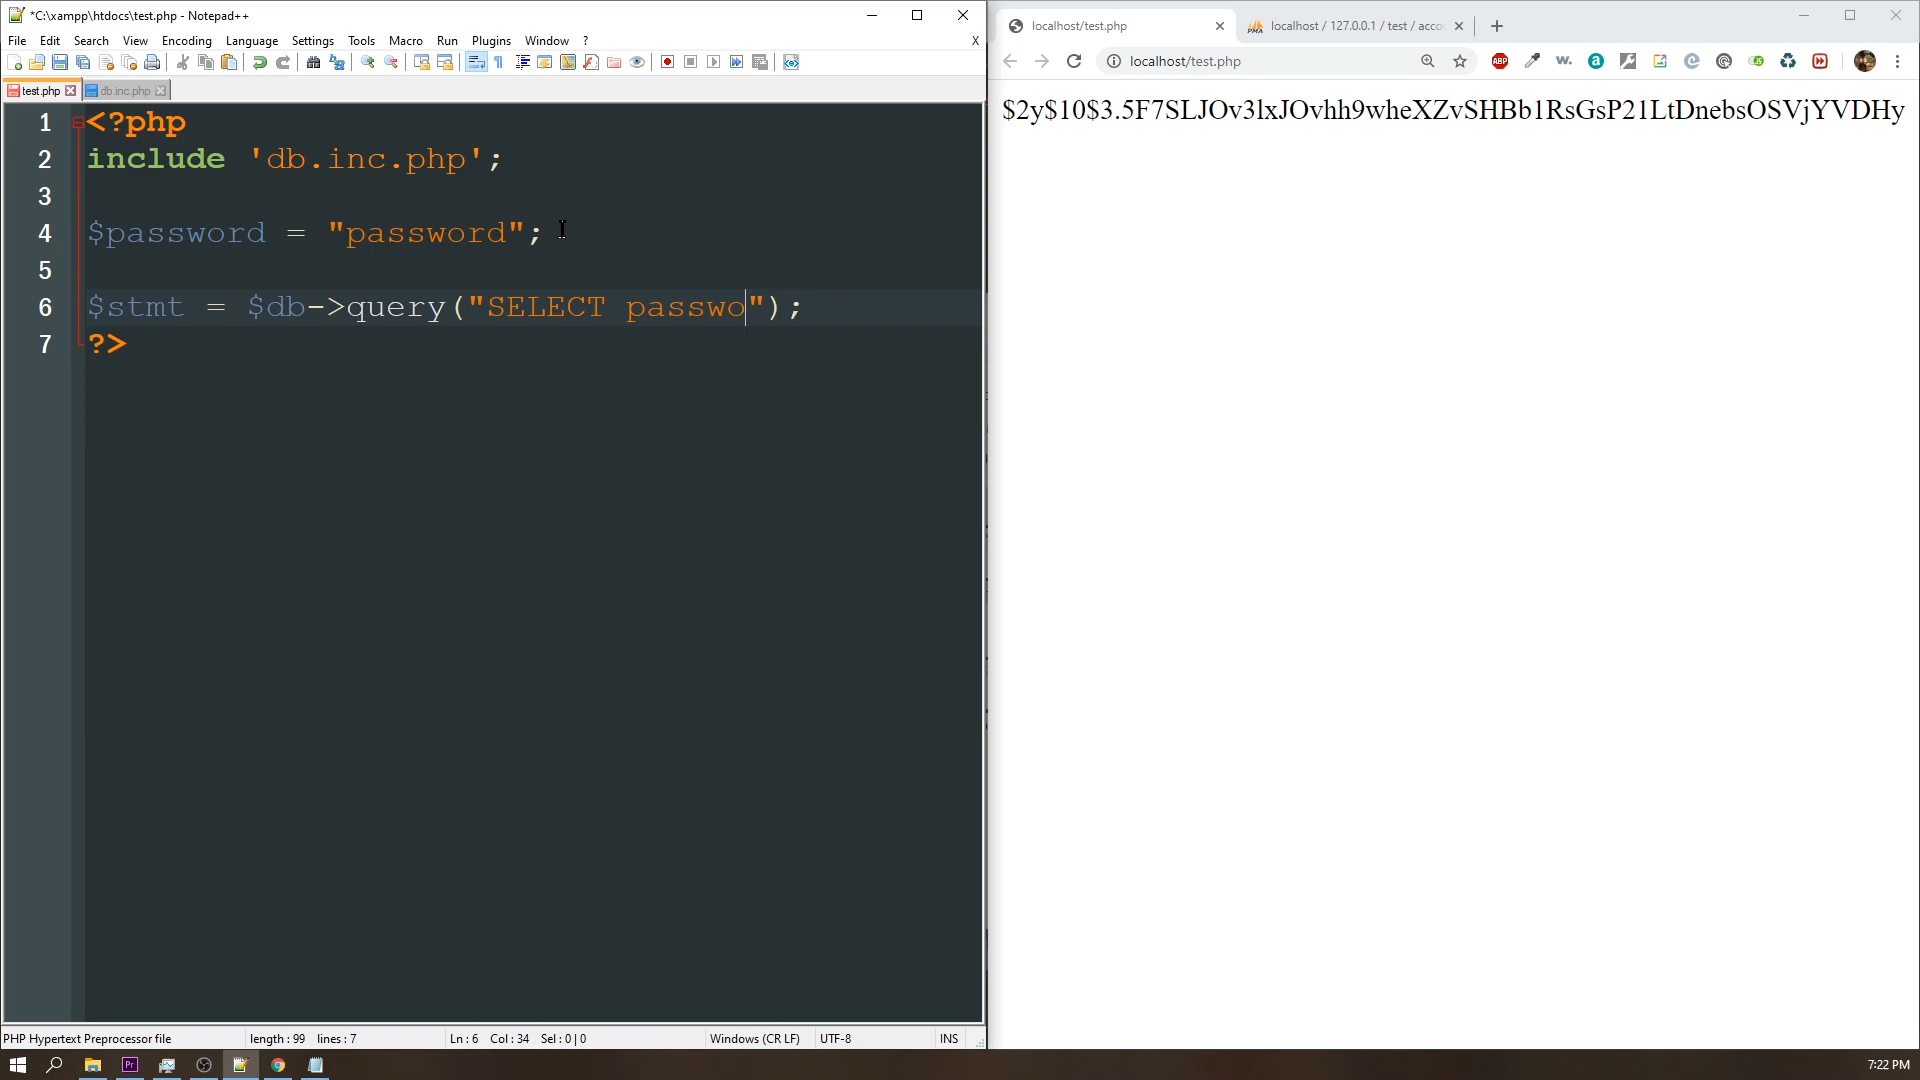 *C:\xampp\htdocs\test.php - Notepad++
File Edit Search View Encoding Language Settings Tools Macro Run Plugins Window ? X
test.php db.inc.php
1 <?php
2 include 'db.inc.php';
3
4 $password = "password";
5
6 $stmt = $db->query("SELECT passwo");
7 ?>
PHP Hypertext Preprocessor file length : 99 lines : 7 Ln : 6 Col : 34 Sel : 0 | 0 Windows (CR LF) UTF-8 INS
localhost/test.php localhost / 127.0.0.1 / test / acco
localhost/test.php
ABP w. a
$2y$10$3.5F7SLJOv3lxJOvhh9wheXZvSHBb1RsGsP21LtDnebsOSVjYVDHy
Pr
7:22 PM